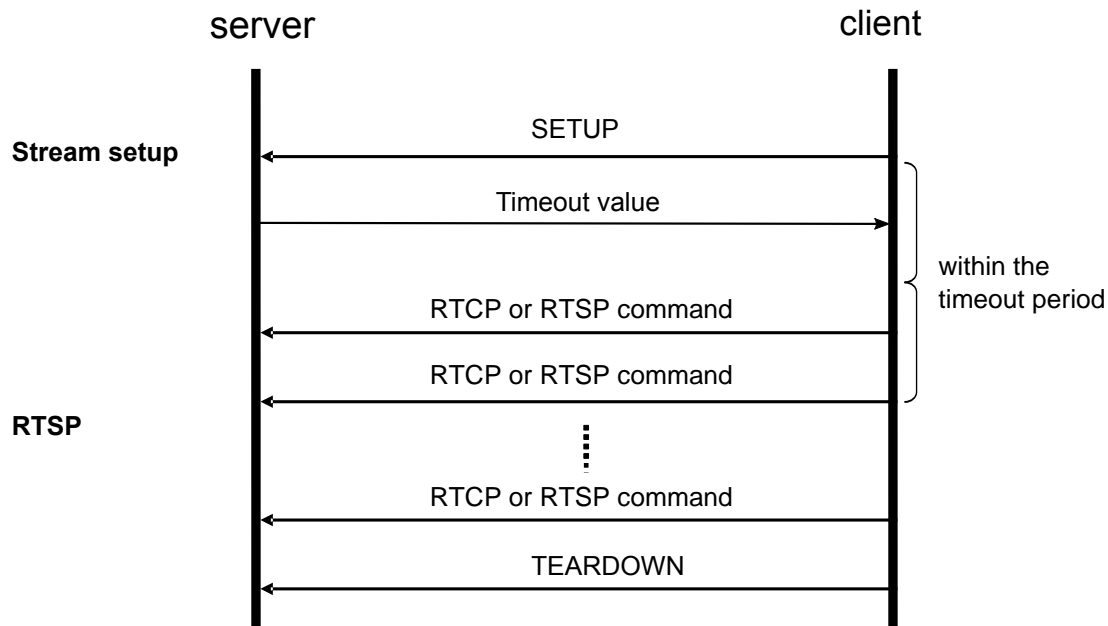 server
client
SETUP
Stream setup
Timeout value
within the
timeout period
RTCP or RTSP command
RTCP or RTSP command
RTSP
RTCP or RTSP command
TEARDOWN